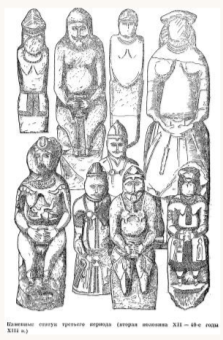 Каменные статуи третьего периода (вторая половина XII — 40-е годы
XIII в.)